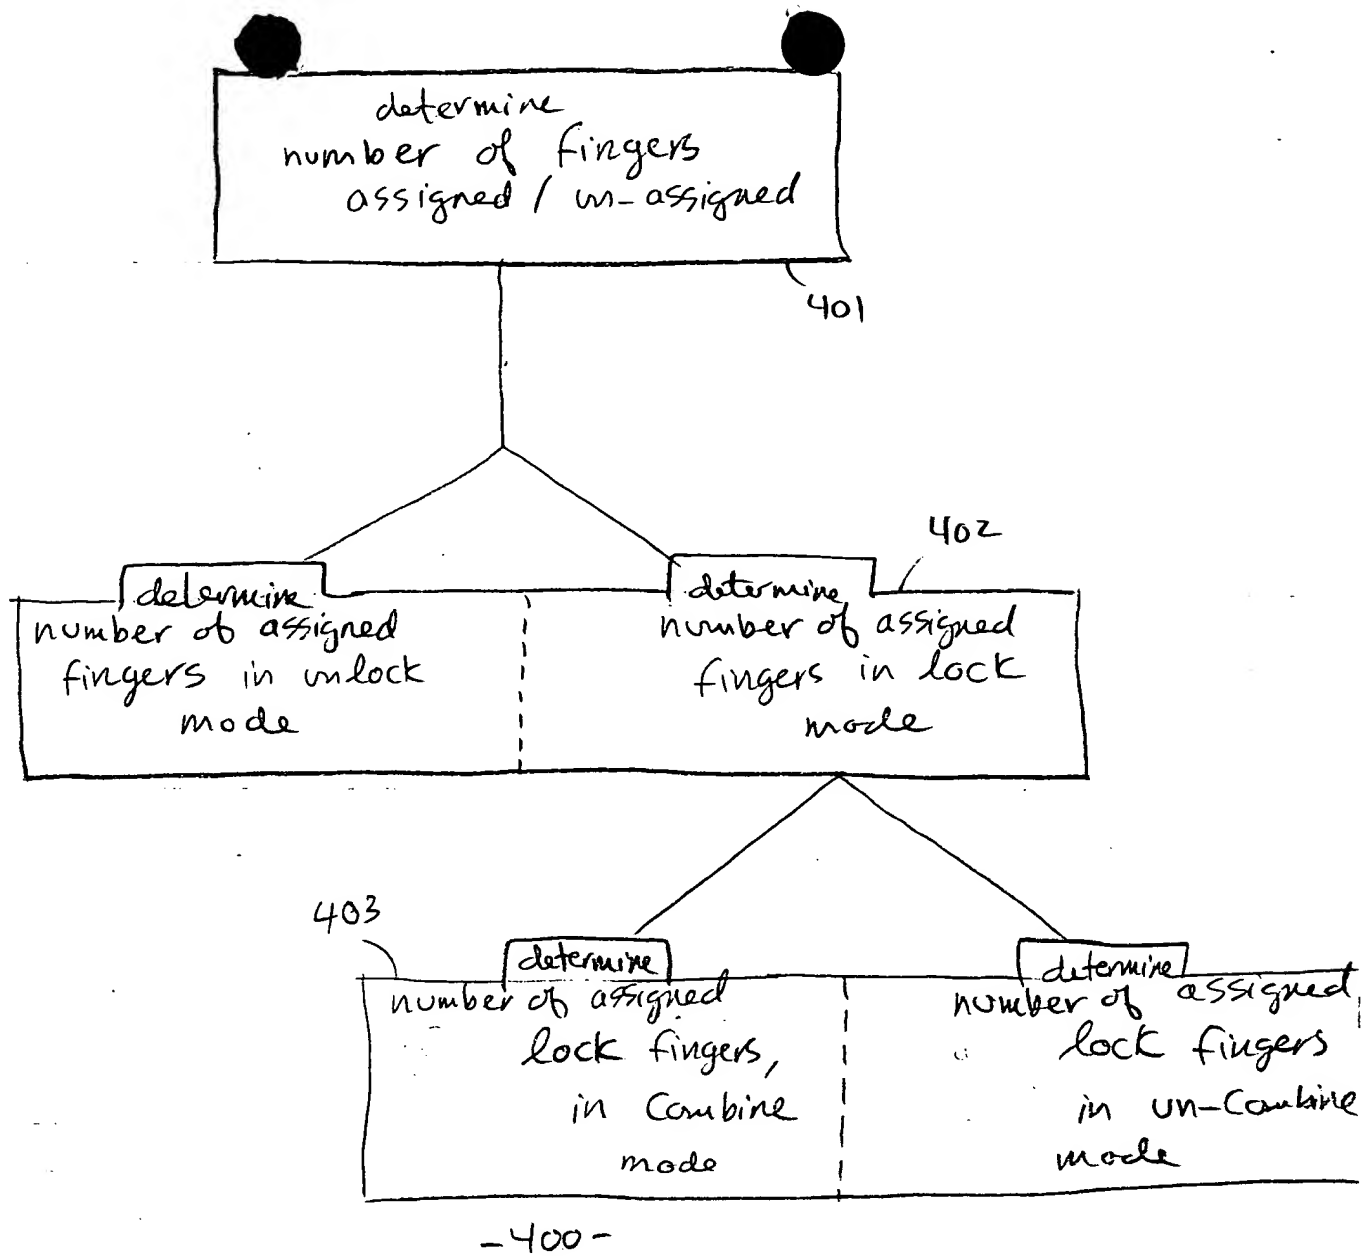 determine
number of fingers
assigned / un-assigned
401
402
determine
number of assigned
fingers in unlock
mode
determine
number of assigned
fingers in lock
mode
403
determine
number of assigned
lock fingers,
in Combine
mode
determine
number of assigned
lock fingers
in un-Combine
mode
-400-